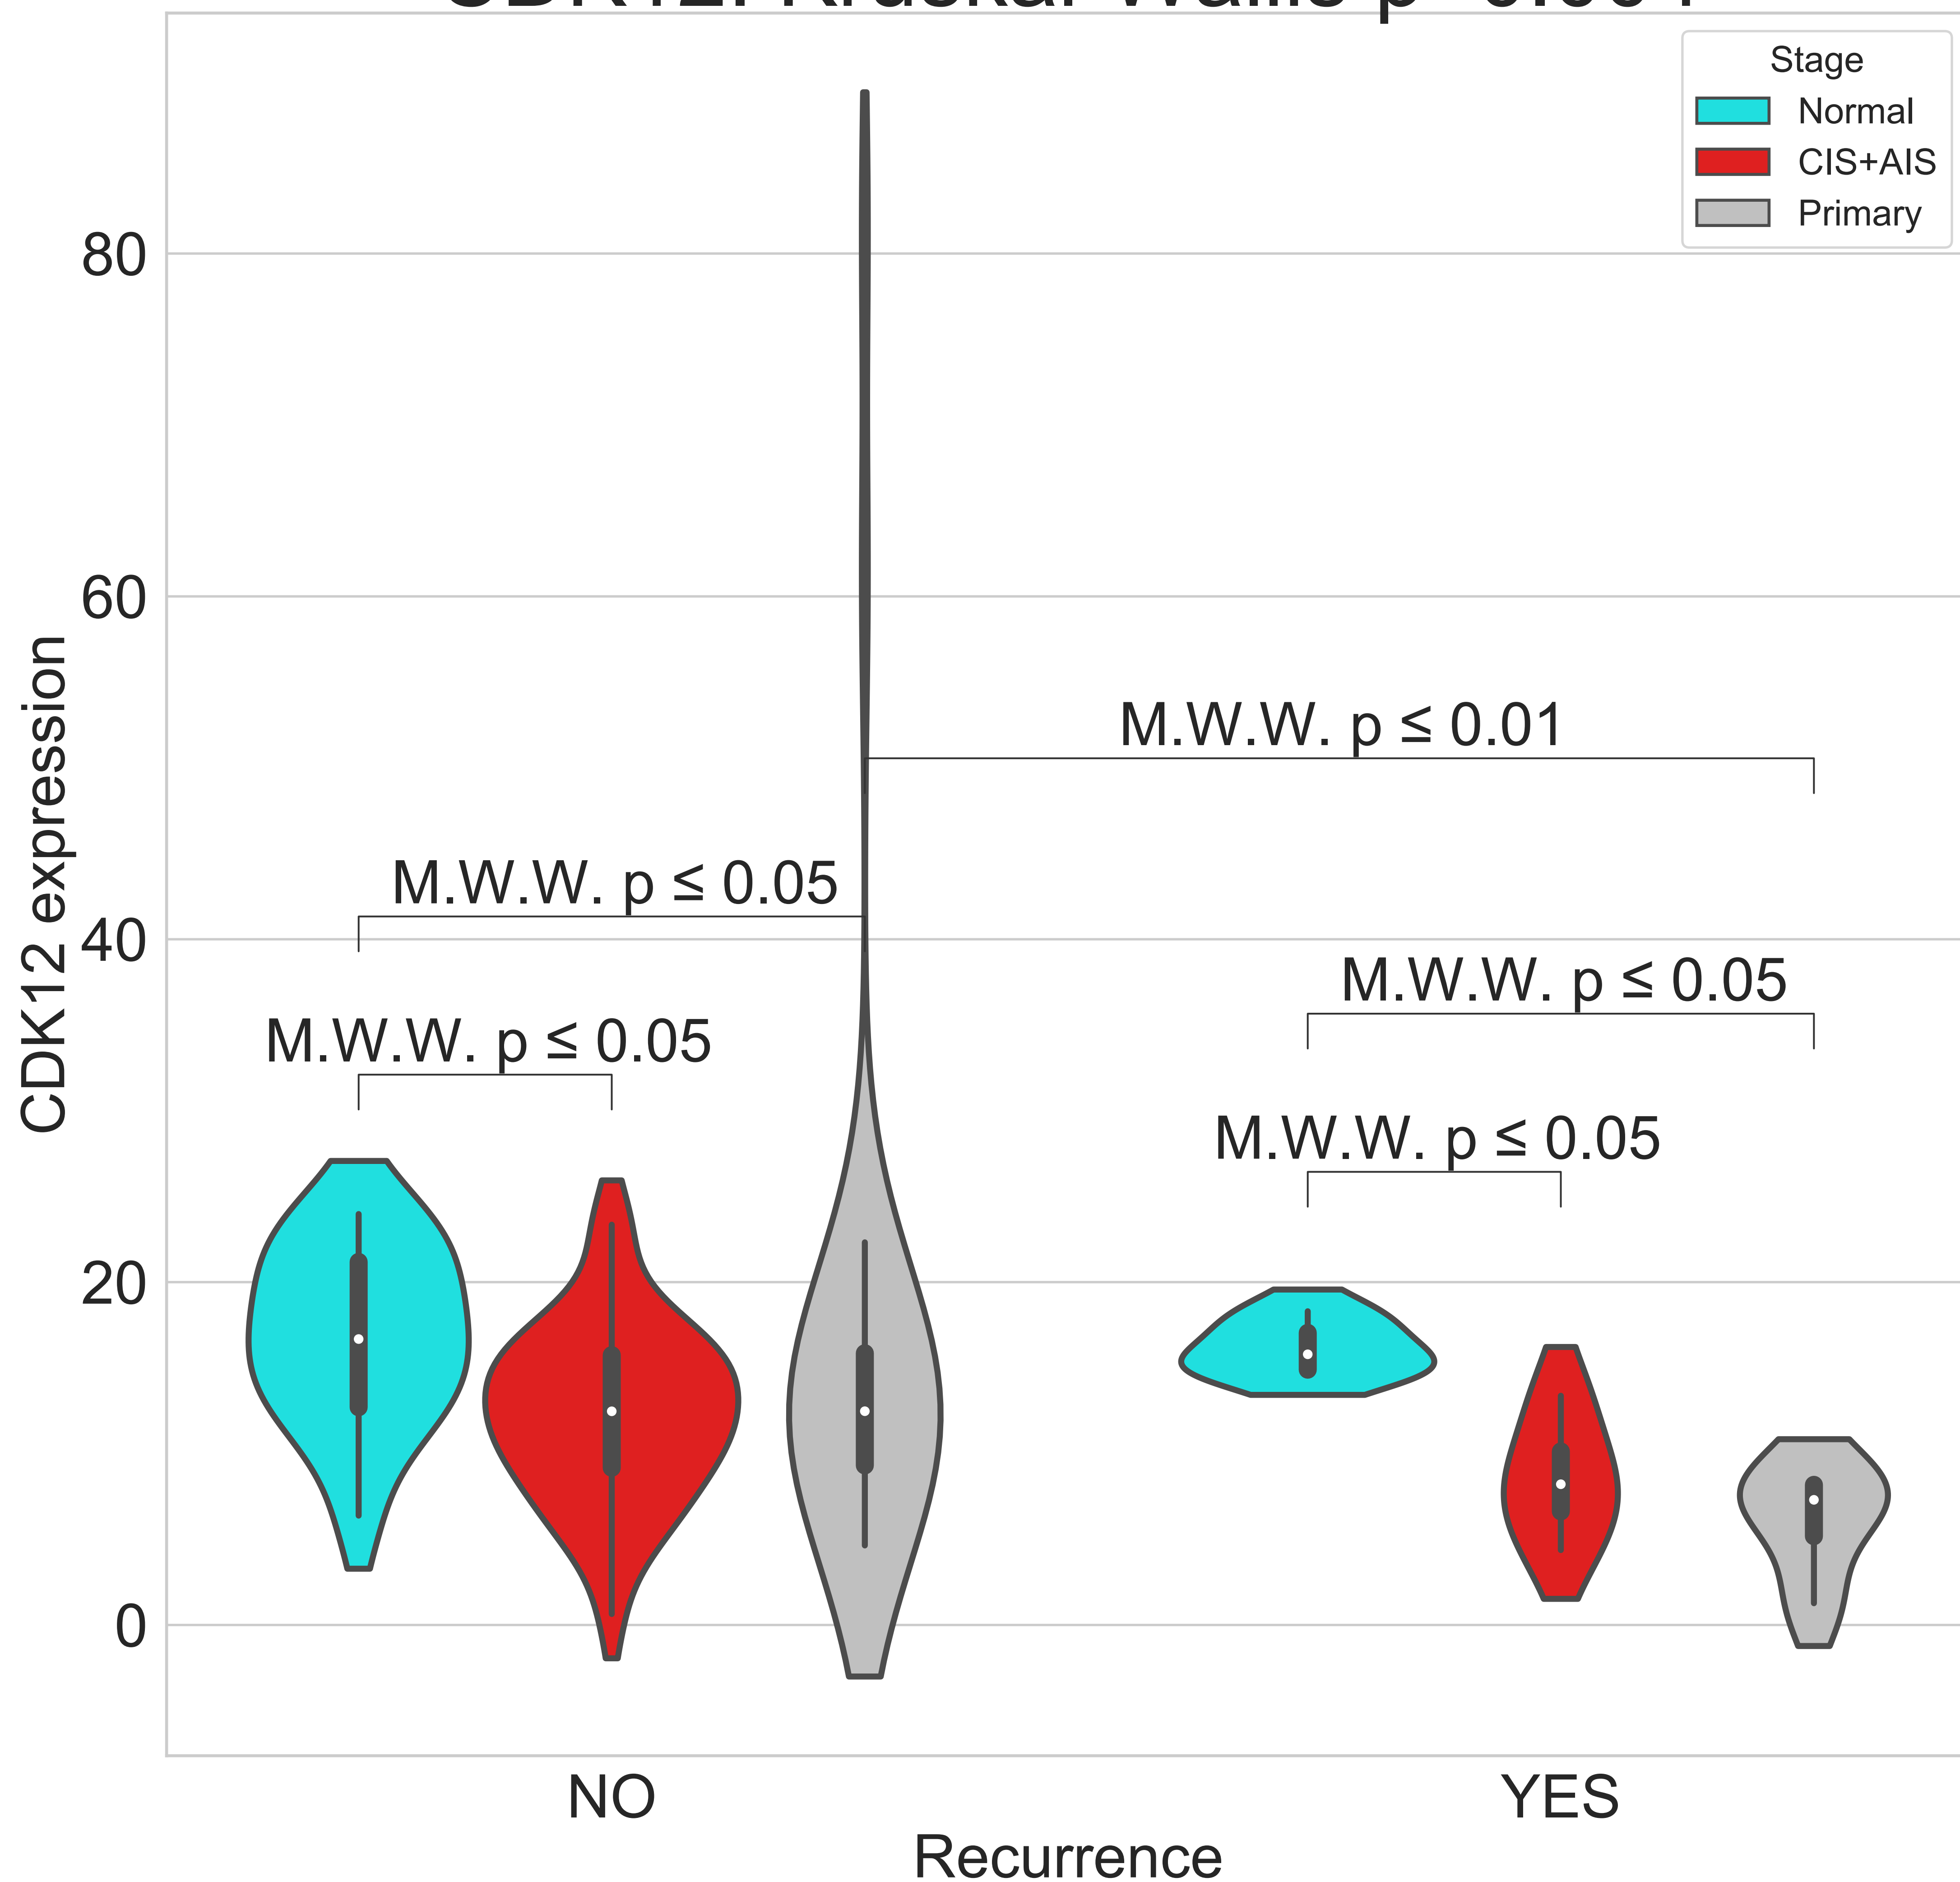 Stage
Normal
CIS+AIS
Primary
80
60
40
20
0
CDK12 expression
M.W.W. p ≤ 0.01
M.W.W. p ≤ 0.05
M.W.W. p ≤ 0.05
M.W.W. p ≤ 0.05
M.W.W. p ≤ 0.05
NO
YES
Recurrence